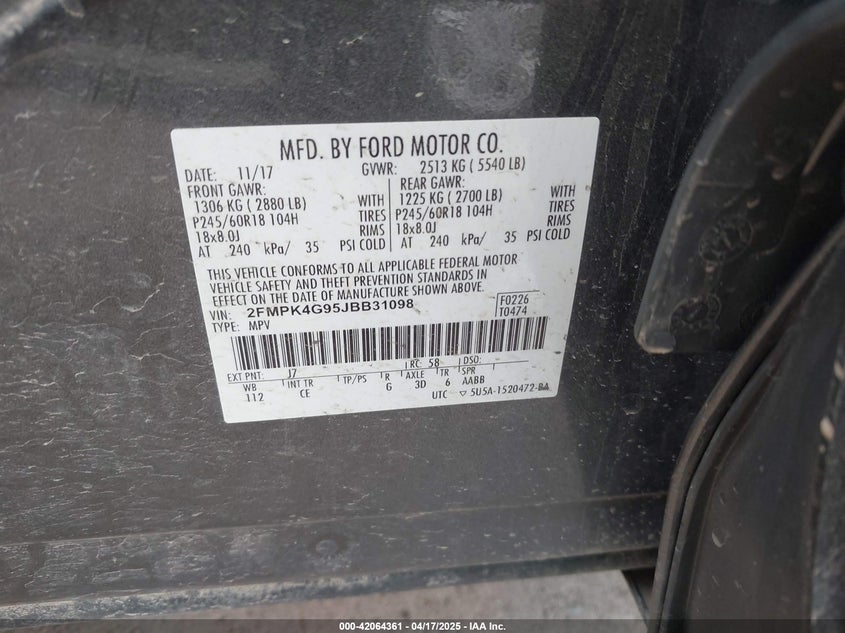 MFD. BY FORD MOTOR CO.
DATE: 11/17 GVWR: 2513 KG ( 5540 LB)
FRONT GAWR: REAR GAWR:
1306 KG ( 2880 LB) WITH 1225 KG ( 2700 LB) WITH
P245/60R18 104H TIRES P245/60R18 104H TIRES
18x8.0J RIMS 18x8.0J RIMS
AT 240 kPa/ 35 PSI COLD AT 240 kPa/ 35 PSI COLD
THIS VEHICLE CONFORMS TO ALL APPLICABLE FEDERAL MOTOR
VEHICLE SAFETY AND THEFT PREVENTION STANDARDS IN
EFFECT ON THE DATE OF MANUFACTURE SHOWN ABOVE.
VIN: 2FMPK4G95JBB31098 F0226
TYPE: MPV T0474
EXT PNT: J7 RC: 58 DSO:
WB INT TR TP/PS R AXLE TR SPR
112 CE G 3D 6 AABB
UTC ▽ 5U5A-1520472-BA
000-42064361 - 04/17/2025 - IAA Inc.